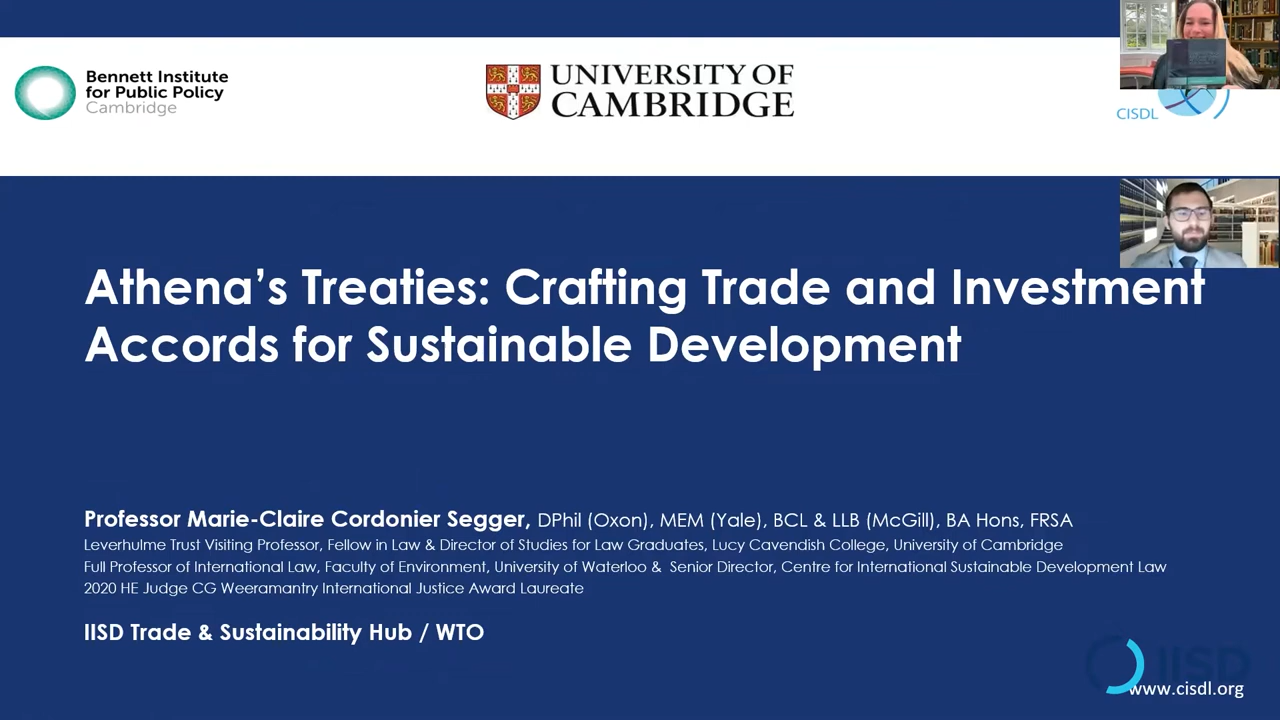 Bennett Institute
for Public Policy
Cambridge
UNIVERSITY OF
CAMBRIDGE
CISDL
Athena’s Treaties: Crafting Trade and Investment
Accords for Sustainable Development
Professor Marie-Claire Cordonier Segger, DPhil (Oxon), MEM (Yale), BCL & LLB (McGill), BA Hons, FRSA
Leverhulme Trust Visiting Professor, Fellow in Law & Director of Studies for Law Graduates, Lucy Cavendish College, University of Cambridge
Full Professor of International Law, Faculty of Environment, University of Waterloo & Senior Director, Centre for International Sustainable Development Law
2020 HE Judge CG Weeramantry International Justice Award Laureate
IISD Trade & Sustainability Hub / WTO
IISD
www.cisdl.org